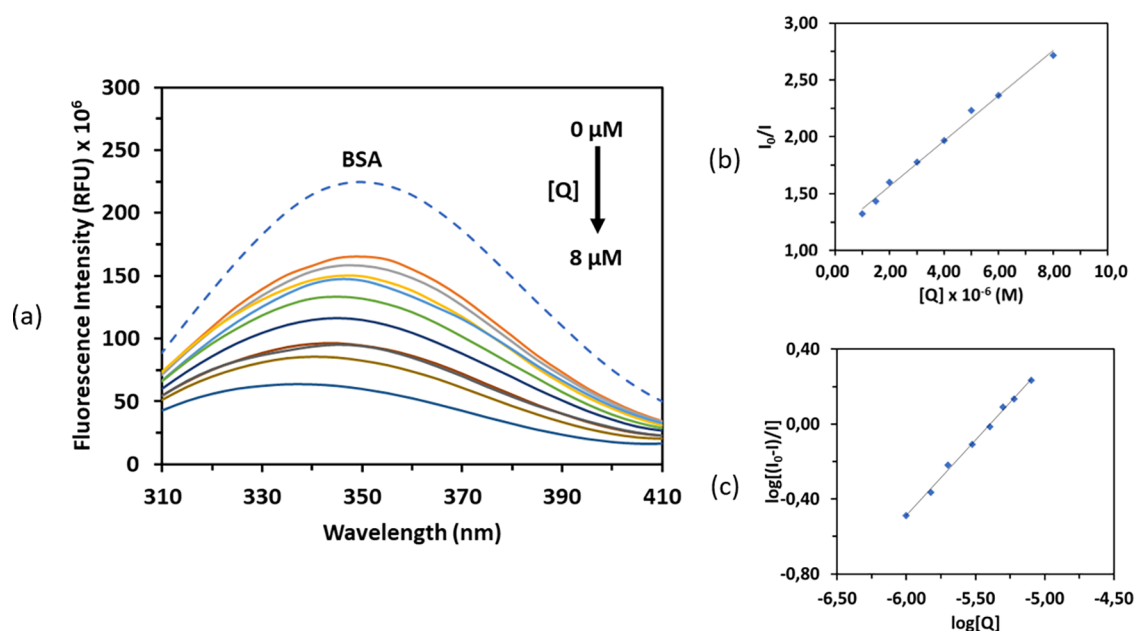 (a)
Fluorescence Intensity (RFU) x 10⁶
300
250
200
150
100
50
0
310
330
350
370
390
410
Wavelength (nm)
BSA
0 µM
[Q]
8 µM
(b)
I₀/I
3,00
2,50
2,00
1,50
1,00
0,00
2,00
4,00
6,00
8,00
10,0
[Q] x 10⁻⁶ (M)
(c)
log[(I₀-I)/I]
0,40
0,00
-0,40
-0,80
-6,50
-6,00
-5,50
-5,00
-4,50
log[Q]